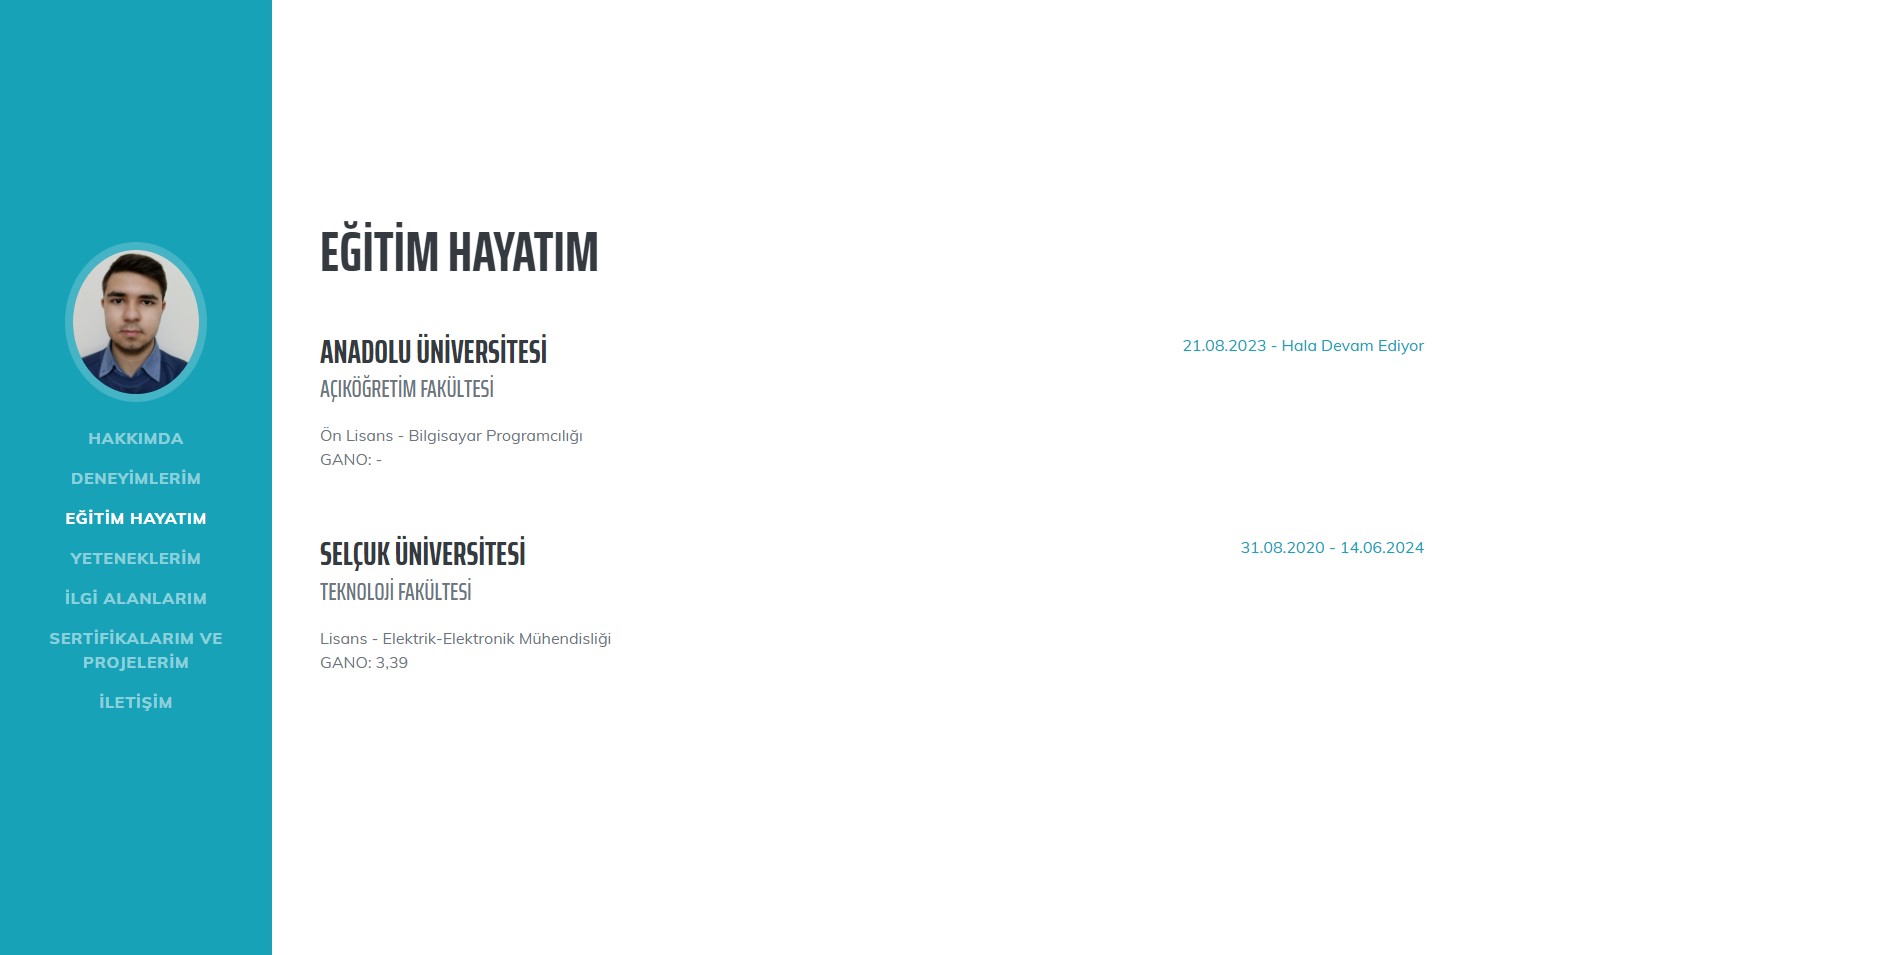 HAKKIMDA
DENEYİMLERİM
EĞİTİM HAYATIM
YETENEKLERİM
İLGİ ALANLARIM
SERTİFİKALARIM VE
PROJELERİM
İLETİŞİM
EĞİTİM HAYATIM
ANADOLU ÜNİVERSİTESİ
21.08.2023 - Hala Devam Ediyor
AÇIKÖĞRETİM FAKÜLTESİ
Ön Lisans - Bilgisayar Programcılığı
GANO: -
SELÇUK ÜNİVERSİTESİ
31.08.2020 - 14.06.2024
TEKNOLOJİ FAKÜLTESİ
Lisans - Elektrik-Elektronik Mühendisliği
GANO: 3,39